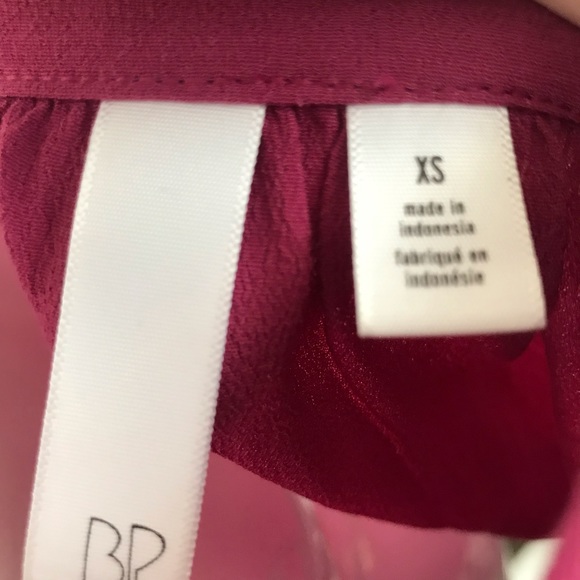 XS
made in
indonesia
fabriqué en
indonésie
BP